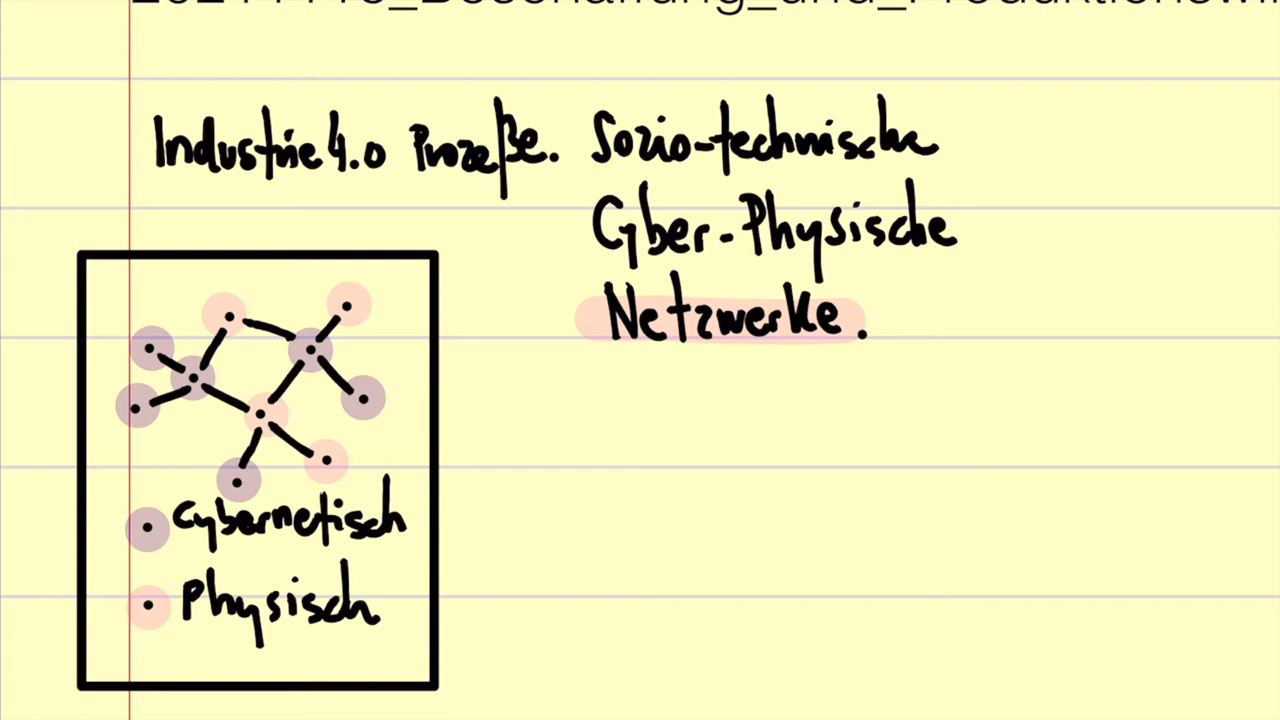 Industrie 4.0 Prozeße. Sozio-technische
Cyber-Physische
Netzwerke.
Cybernetisch
Physisch